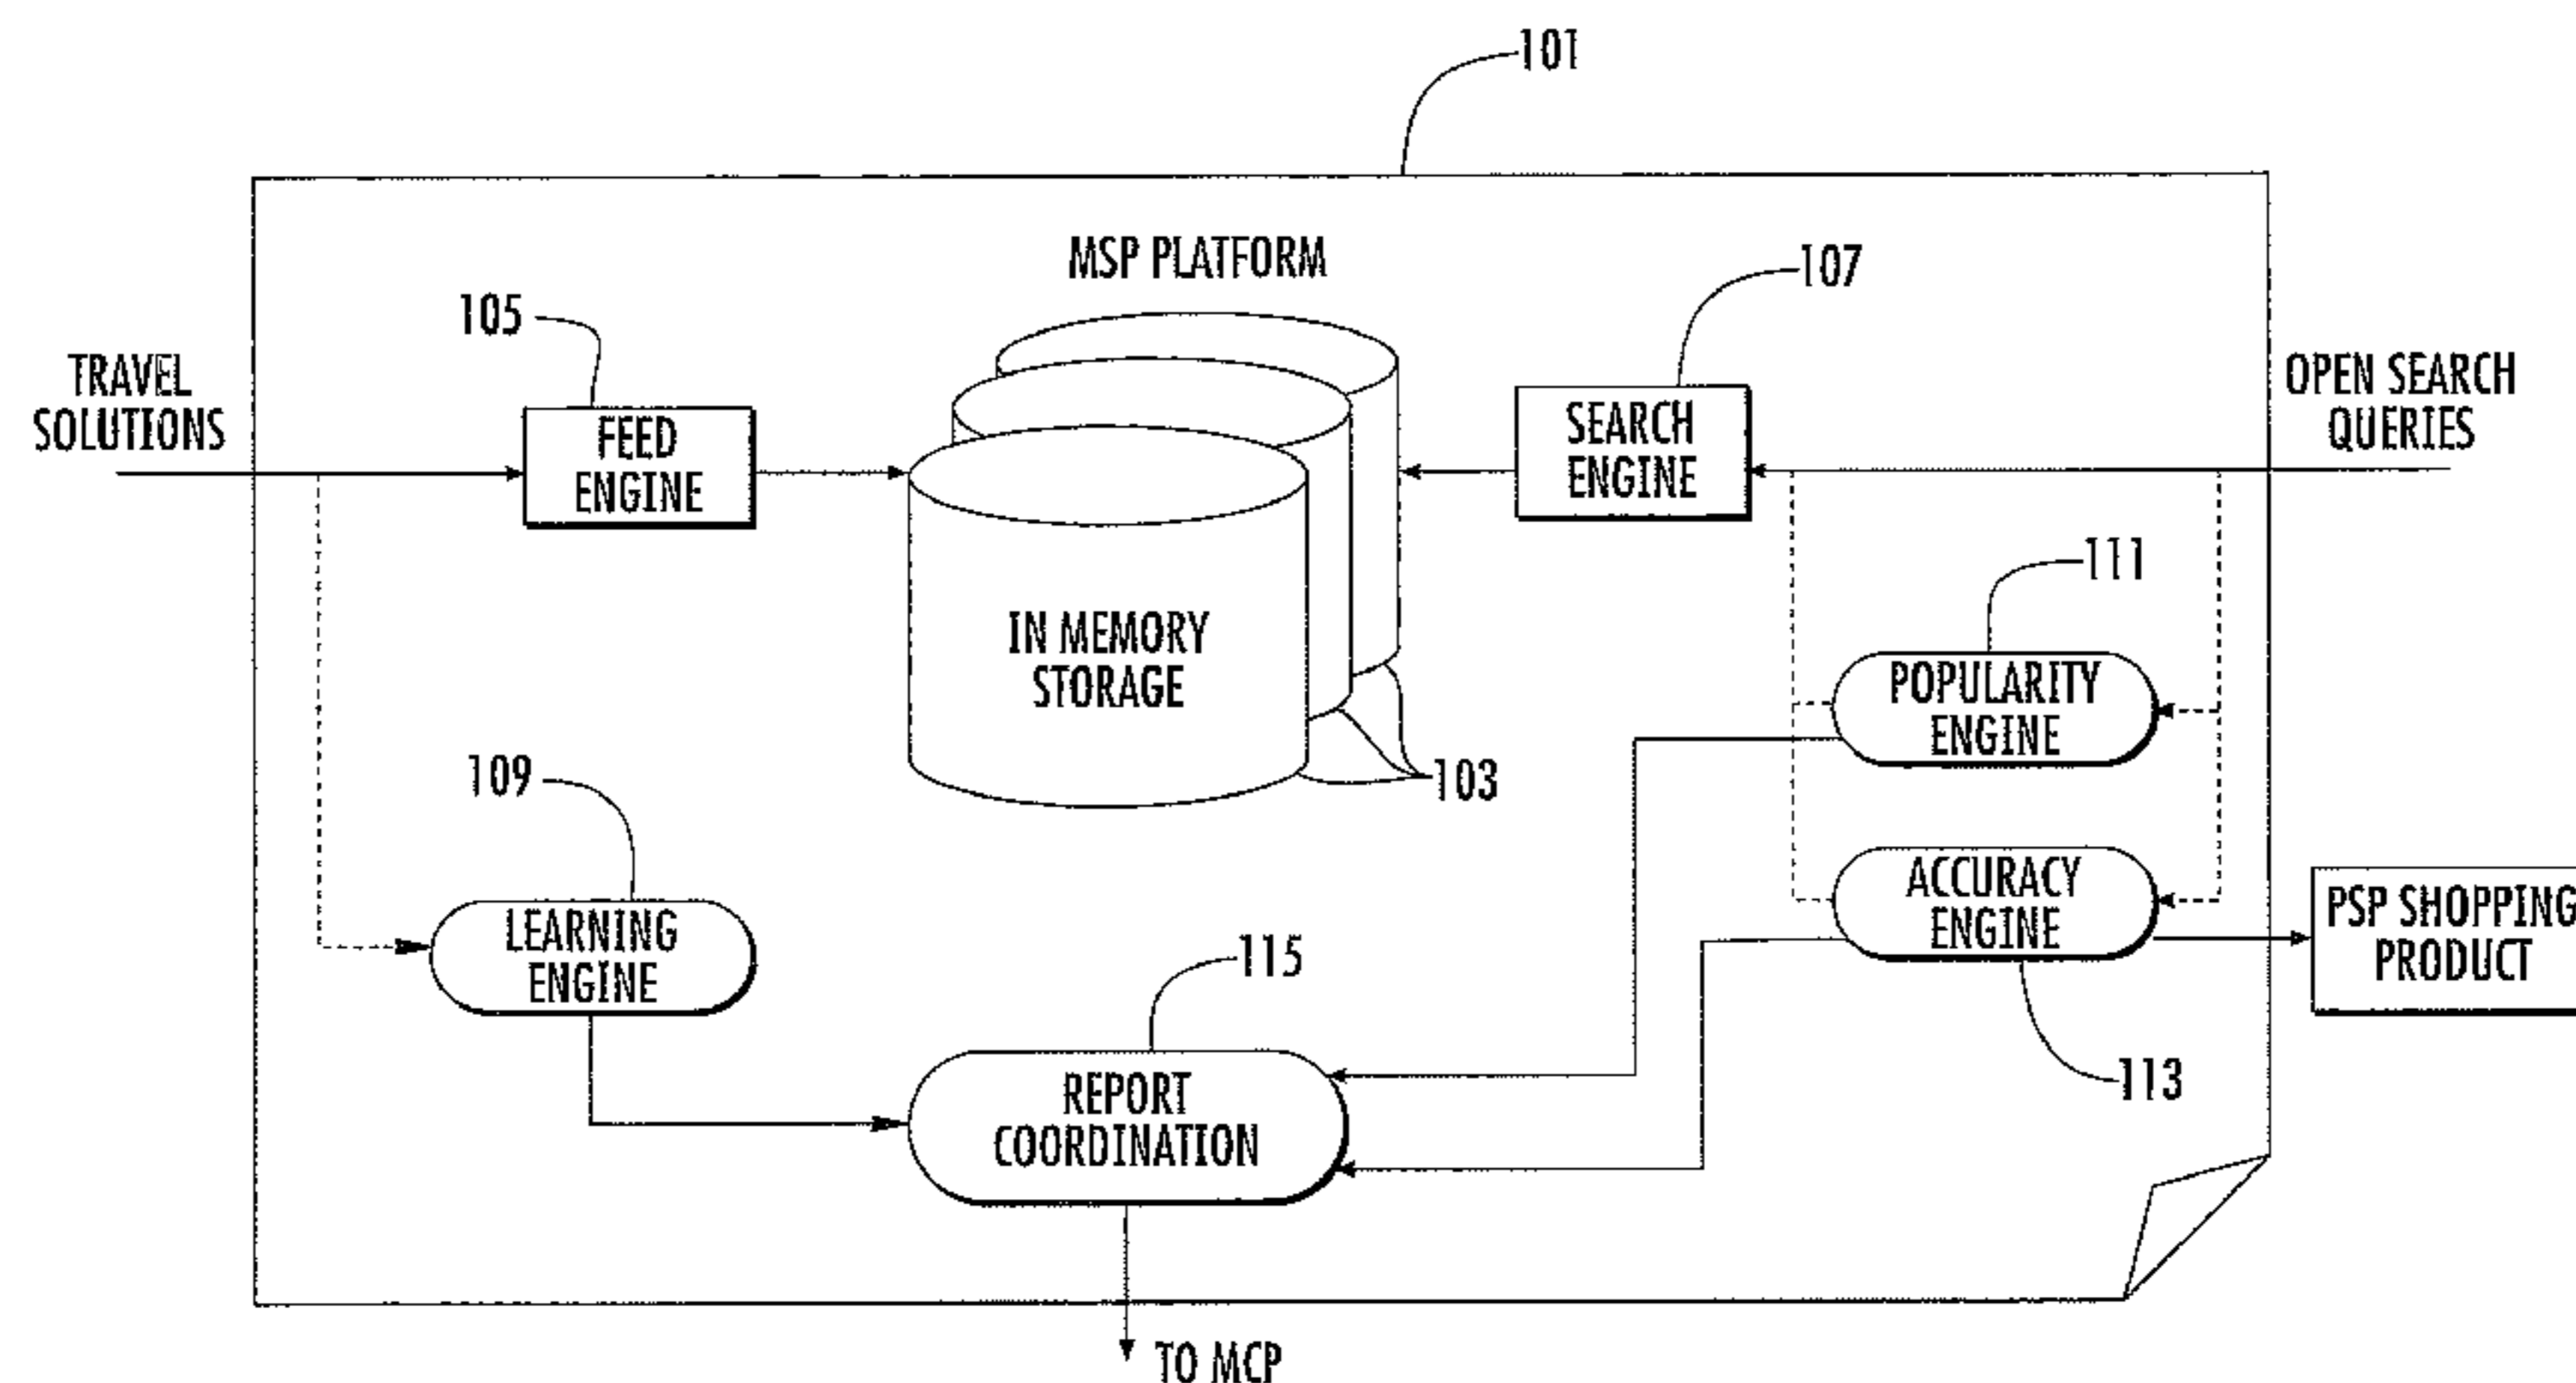 101
MSP PLATFORM
107
105
TRAVEL
SOLUTIONS
FEED
ENGINE
SEARCH
ENGINE
OPEN SEARCH
QUERIES
111
IN MEMORY
STORAGE
POPULARITY
ENGINE
103
109
ACCURACY
ENGINE
PSP SHOPPING
PRODUCT
LEARNING
ENGINE
115
113
REPORT
COORDINATION
TO MCP